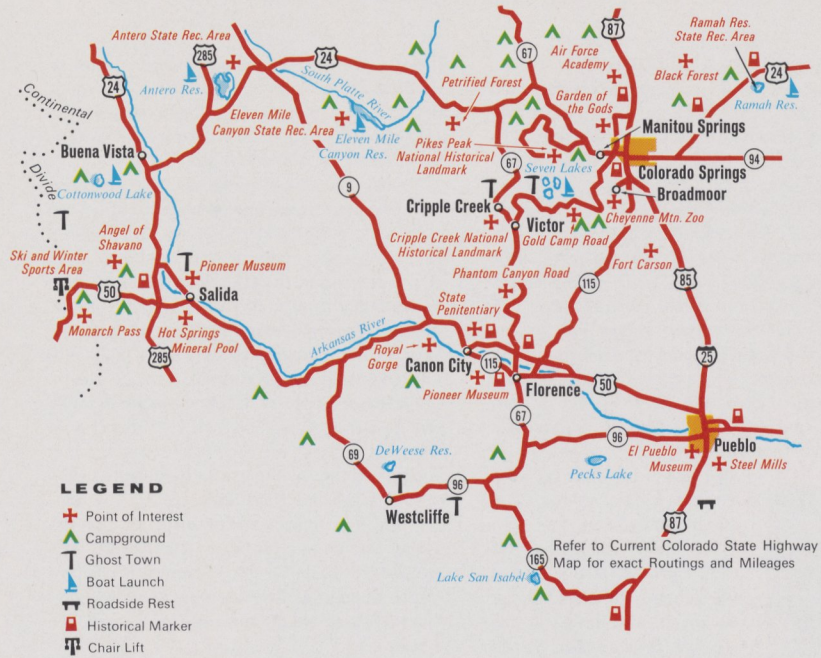 Antero State Rec. Area
285
24
Antero Res.
24
South Platte River
Continental
Divide
Eleven Mile
Canyon State Rec. Area
Eleven Mile
Canyon Res.
Petrified Forest
67
87
Air Force
Academy
Ramah Res.
State Rec. Area
Black Forest
24
Ramah Res.
Garden of
the Gods
Manitou Springs
Pikes Peak
National Historical
Landmark
Seven Lakes
94
Colorado Springs
Broadmoor
Buena Vista
Cottonwood Lake
9
67
Cripple Creek
Victor
Cheyenne Mtn. Zoo
Gold Camp Road
Cripple Creek National
Historical Landmark
Fort Carson
Angel of
Shavano
Ski and Winter
Sports Area
Pioneer Museum
50
Salida
Monarch Pass
Hot Springs
Mineral Pool
285
Phantom Canyon Road
115
85
State
Penitentiary
Arkansas River
Royal
Gorge
Canon City
115
25
Pioneer Museum
Florence
50
67
96
Pueblo
El Pueblo
Museum
Steel Mills
69
DeWeese Res.
Pecks Lake
96
Westcliffe
87
165
Lake San Isabel
Refer to Current Colorado State Highway
Map for exact Routings and Mileages
LEGEND
Point of Interest
Campground
Ghost Town
Boat Launch
Roadside Rest
Historical Marker
Chair Lift